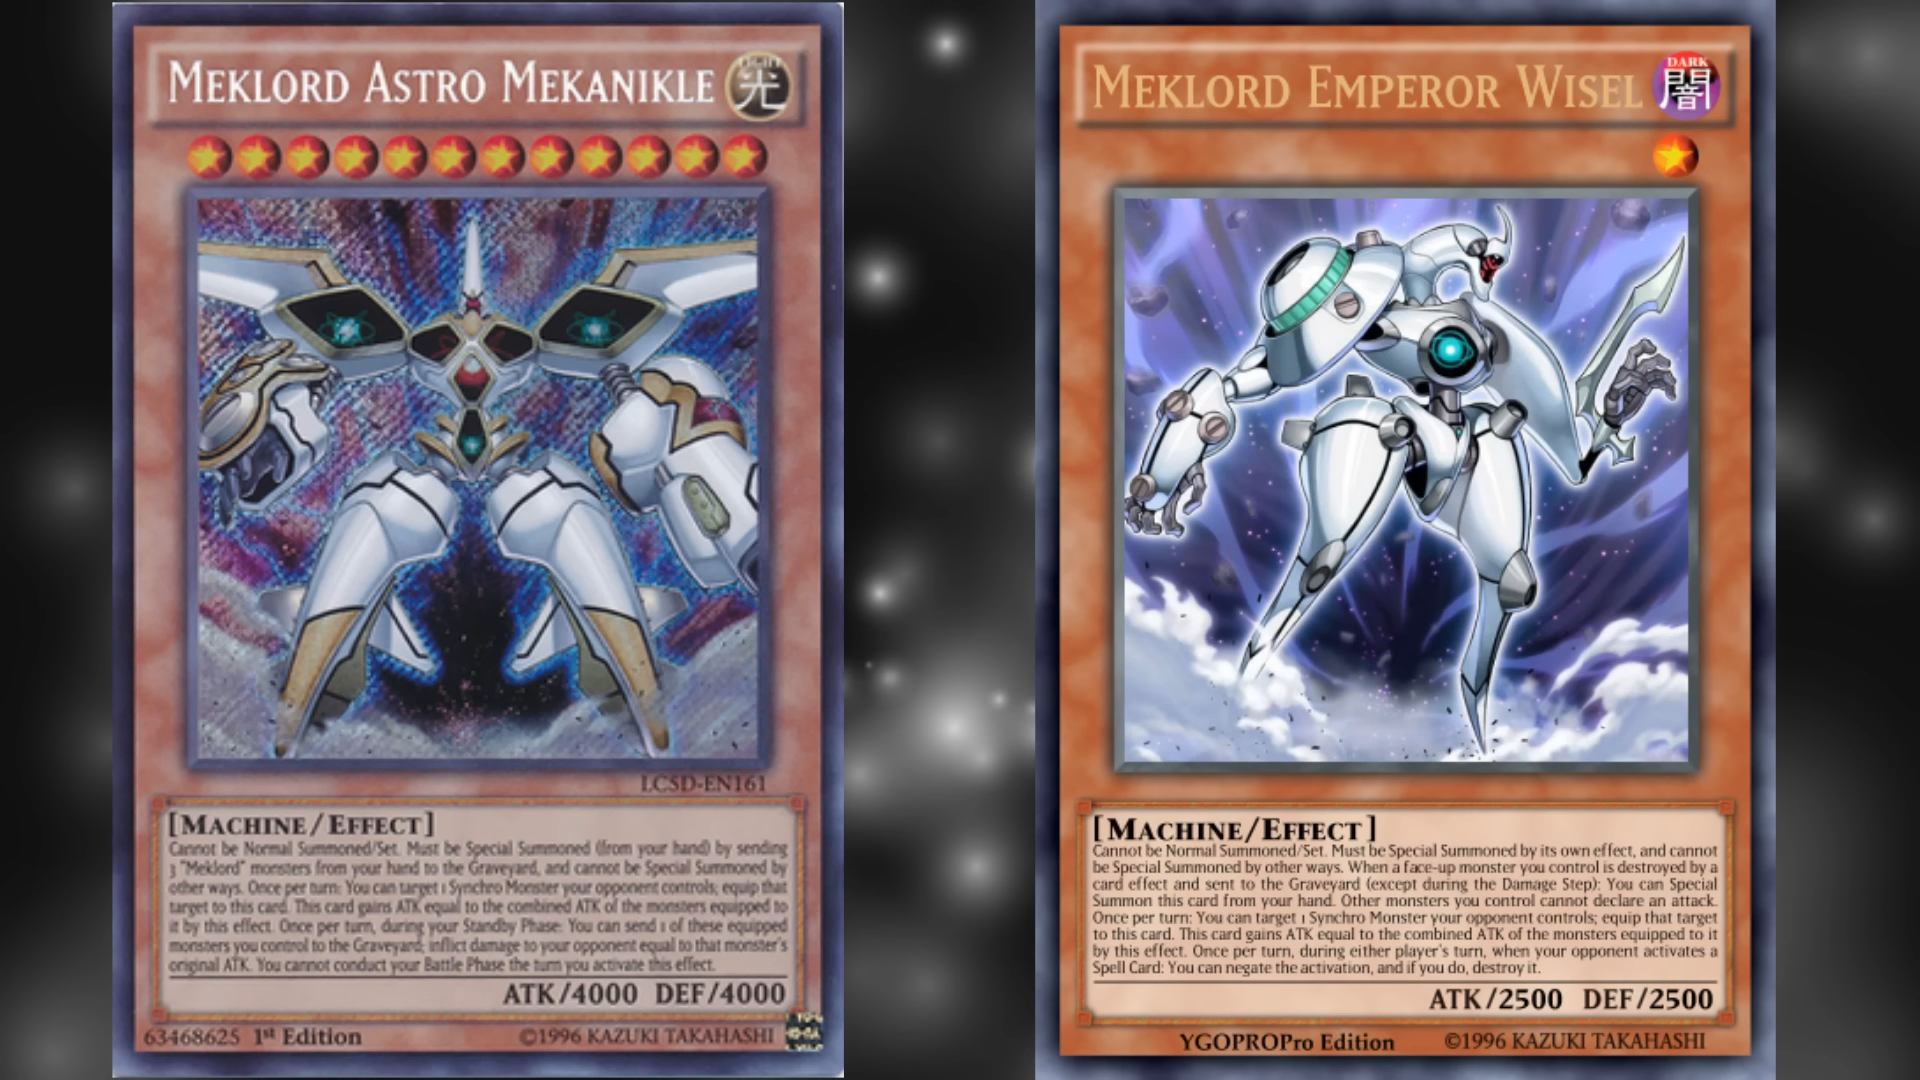 MEKLORD ASTRO MEKANIKLE
LIGHT
光
LC5D-EN161
[MACHINE/EFFECT]
Cannot be Normal Summoned/Set. Must be Special Summoned (from your hand) by sending
3 "Meklord" monsters from your hand to the Graveyard, and cannot be Special Summoned by
other ways. Once per turn: You can target 1 Synchro Monster your opponent controls; equip that
target to this card. This card gains ATK equal to the combined ATK of the monsters equipped to
it by this effect. Once per turn, during your Standby Phase: You can send 1 of these equipped
monsters you control to the Graveyard; inflict damage to your opponent equal to that monster's
original ATK. You cannot conduct your Battle Phase the turn you activate this effect.
ATK/4000 DEF/4000
63468625 1st Edition ©1996 KAZUKI TAKAHASHI
MEKLORD EMPEROR WISEL
DARK
闇
[MACHINE/EFFECT]
Cannot be Normal Summoned/Set. Must be Special Summoned by its own effect, and cannot
be Special Summoned by other ways. When a face-up monster you control is destroyed by a
card effect and sent to the Graveyard (except during the Damage Step): You can Special
Summon this card from your hand. Other monsters you control cannot declare an attack.
Once per turn: You can target 1 Synchro Monster your opponent controls; equip that target
to this card. This card gains ATK equal to the combined ATK of the monsters equipped to it
by this effect. Once per turn, during either player's turn, when your opponent activates a
Spell Card: You can negate the activation, and if you do, destroy it.
ATK/2500 DEF/2500
YGOPROPro Edition ©1996 KAZUKI TAKAHASHI